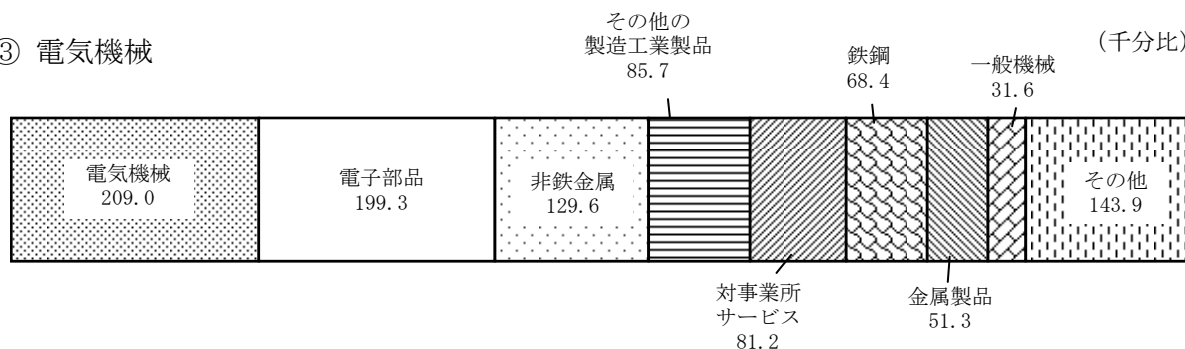 ③ 電気機械
(千分比)
その他の
製造工業製品
85.7
鉄鋼
68.4
一般機械
31.6
電気機械
209.0
電子部品
199.3
非鉄金属
129.6
その他
143.9
対事業所
サービス
81.2
金属製品
51.3